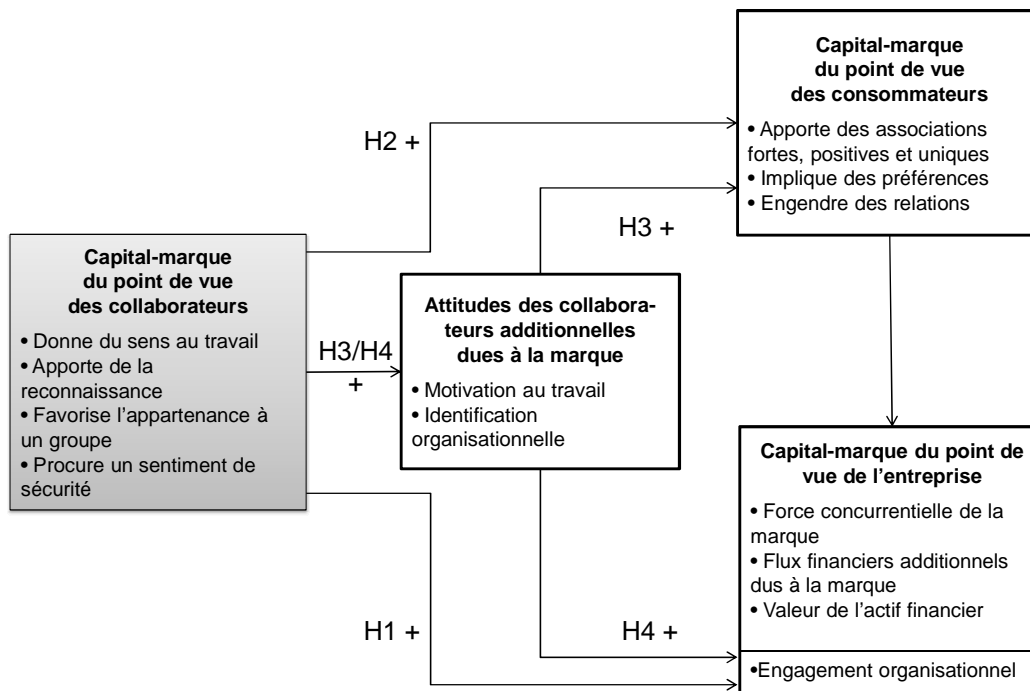 Capital-marque
du point de vue
des consommateurs
• Apporte des associations
fortes, positives et uniques
• Implique des préférences
• Engendre des relations
H2 +
H3 +
Capital-marque
du point de vue
des collaborateurs
• Donne du sens au travail
• Apporte de la
reconnaissance
• Favorise l'appartenance à
un groupe
• Procure un sentiment de
sécurité
H3/H4
+
Attitudes des collabora-
teurs additionnelles
dues à la marque
• Motivation au travail
• Identification
organisationnelle
Capital-marque du point de
vue de l'entreprise
• Force concurrentielle de la
marque
• Flux financiers additionnels
dus à la marque
• Valeur de l'actif financier
•Engagement organisationnel
H1 +
H4 +